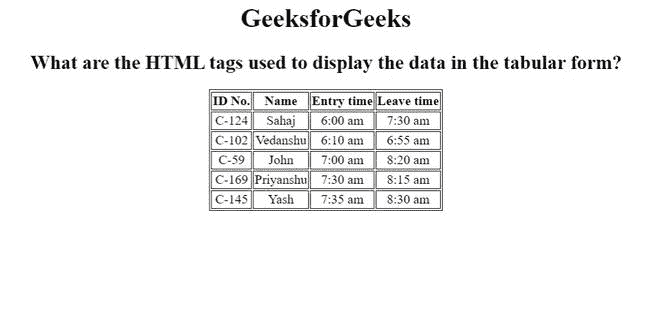 GeeksforGeeks
What are the HTML tags used to display the data in the tabular form?
ID No. Name Entry time Leave time
C-124 Sahaj 6:00 am 7:30 am
C-102 Vedanshu 6:10 am 6:55 am
C-59 John 7:00 am 8:20 am
C-169 Priyanshu 7:30 am 8:15 am
C-145 Yash 7:35 am 8:30 am